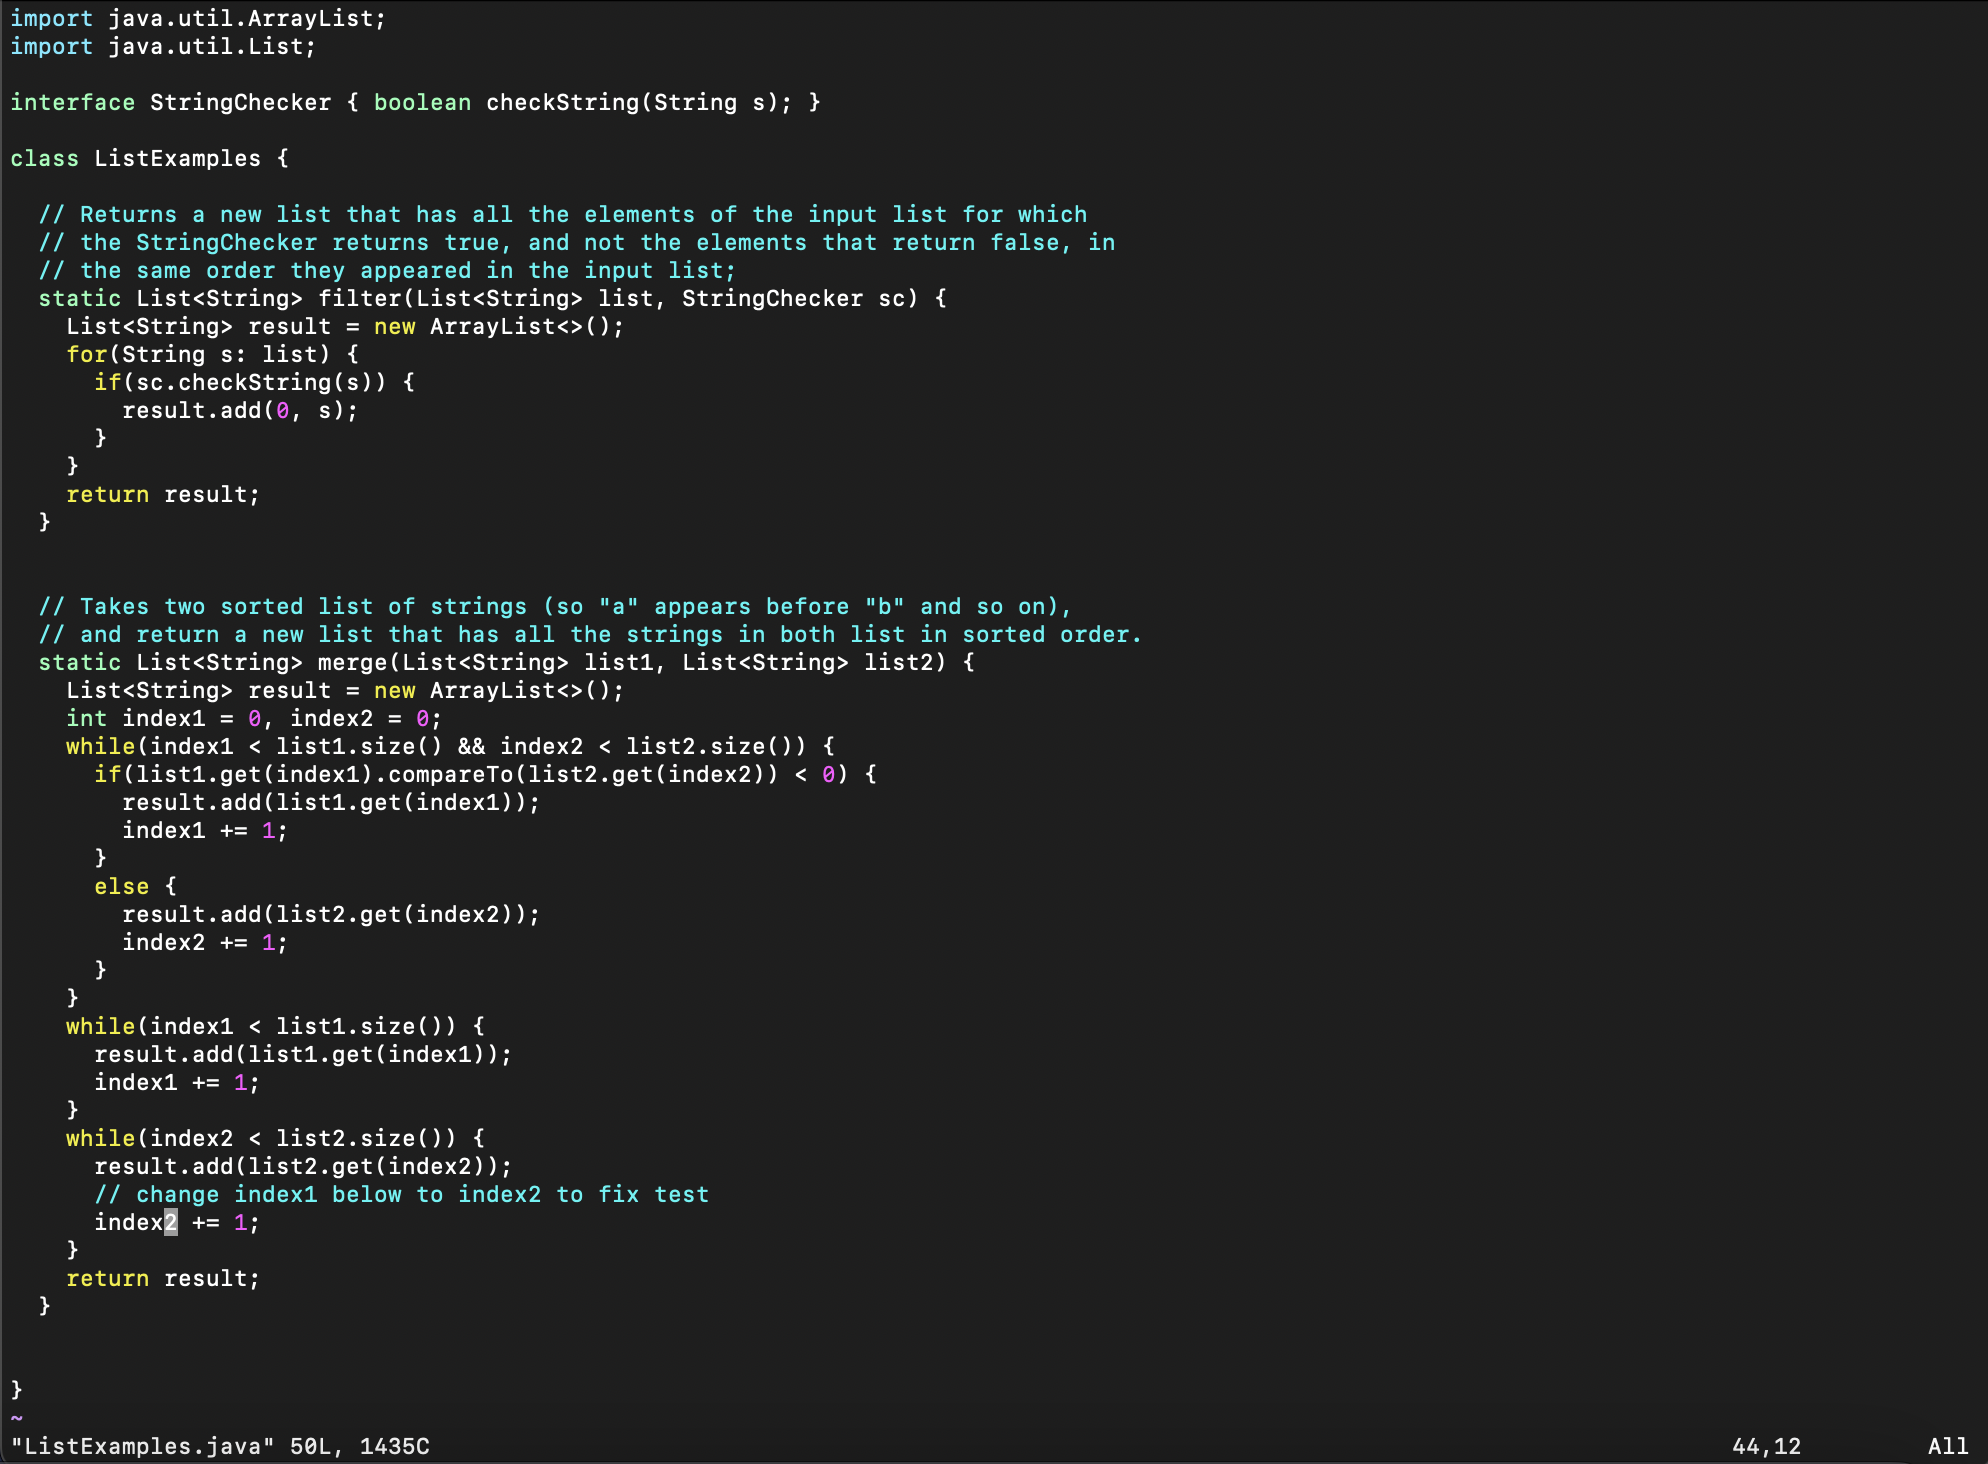 import java.util.ArrayList;
import java.util.List;

interface StringChecker { boolean checkString(String s); }

class ListExamples {

  // Returns a new list that has all the elements of the input list for which
  // the StringChecker returns true, and not the elements that return false, in
  // the same order they appeared in the input list;
  static List<String> filter(List<String> list, StringChecker sc) {
    List<String> result = new ArrayList<>();
    for(String s: list) {
      if(sc.checkString(s)) {
        result.add(0, s);
      }
    }
    return result;
  }


  // Takes two sorted list of strings (so "a" appears before "b" and so on),
  // and return a new list that has all the strings in both list in sorted order.
  static List<String> merge(List<String> list1, List<String> list2) {
    List<String> result = new ArrayList<>();
    int index1 = 0, index2 = 0;
    while(index1 < list1.size() && index2 < list2.size()) {
      if(list1.get(index1).compareTo(list2.get(index2)) < 0) {
        result.add(list1.get(index1));
        index1 += 1;
      }
      else {
        result.add(list2.get(index2));
        index2 += 1;
      }
    }
    while(index1 < list1.size()) {
      result.add(list1.get(index1));
      index1 += 1;
    }
    while(index2 < list2.size()) {
      result.add(list2.get(index2));
      // change index1 below to index2 to fix test
      index2 += 1;
    }
    return result;
  }


}
~
"ListExamples.java" 50L, 1435C 44,12 All